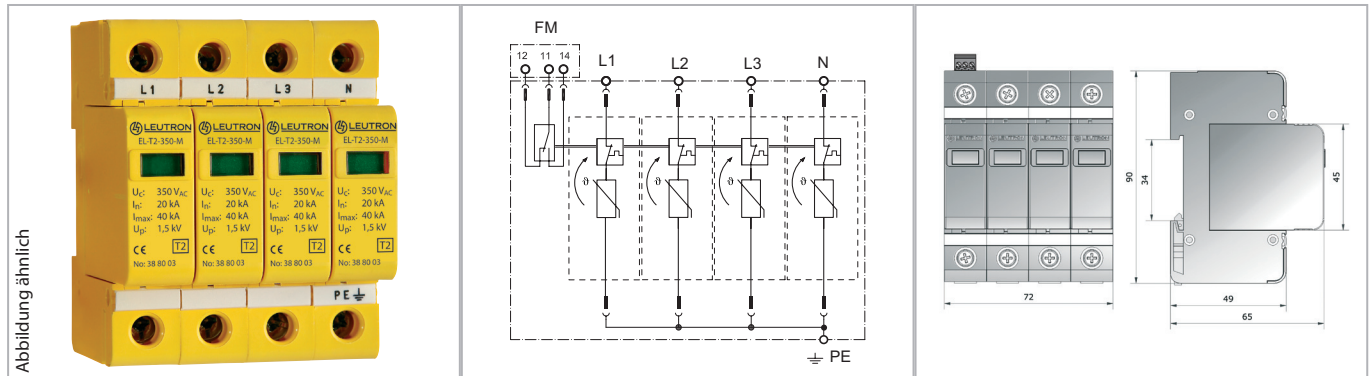 Abbildung ähnlich
L 1 L 2 L 3 N
LEUTRON LEUTRON LEUTRON LEUTRON
EL-T2-350-M EL-T2-350-M EL-T2-350-M EL-T2-350-M
Uc: 350 VAC Uc: 350 VAC Uc: 350 VAC Uc: 350 VAC
In: 20 kA In: 20 kA In: 20 kA In: 20 kA
Imax: 40 kA Imax: 40 kA Imax: 40 kA Imax: 40 kA
Up: 1,5 kV Up: 1,5 kV Up: 1,5 kV Up: 1,5 kV
CE T2 CE T2 CE T2 CE T2
No: 38 80 03 No: 38 80 03 No: 38 80 03 No: 38 80 03
PE
FM
12 11 14
L1 L2 L3 N
ϑ ϑ ϑ ϑ
PE
LEUTRON LEUTRON LEUTRON LEUTRON
90
34
45
72
49
65